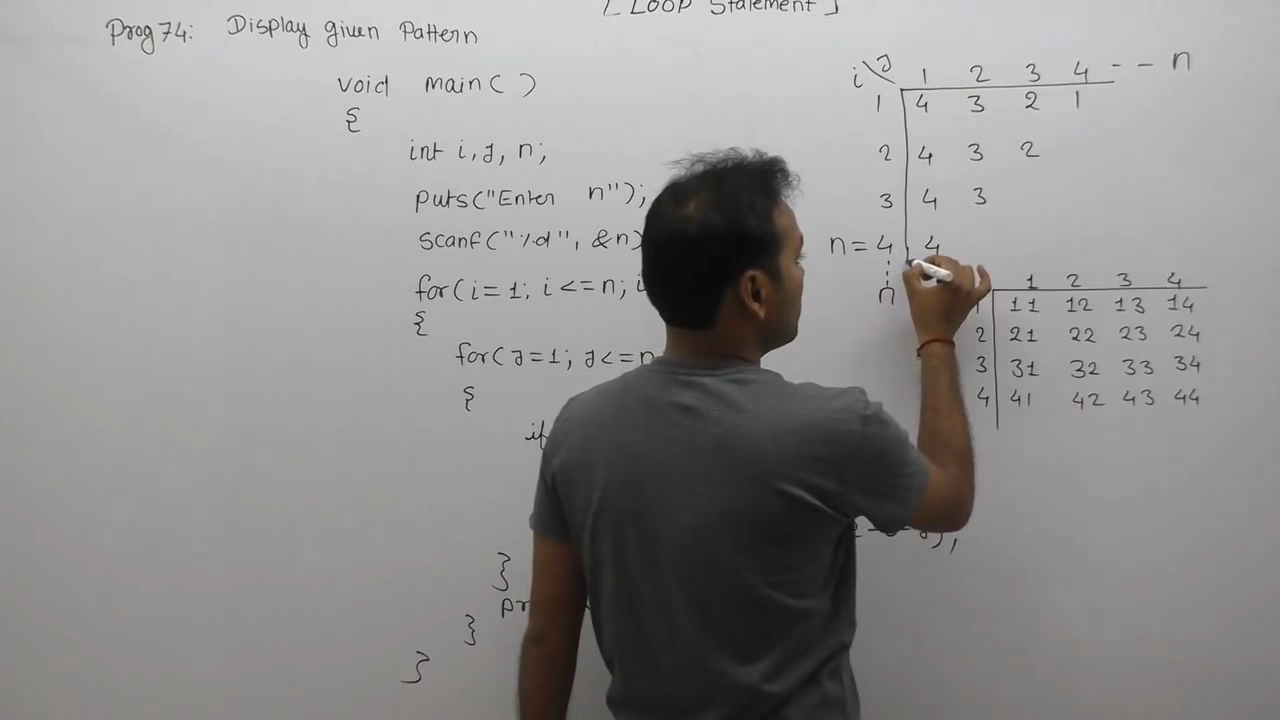 [ Loop Statement ]
Prog 74: Display given Pattern
void main( )
{
int i, j, n;
puts("Enter n");
scanf("%d", &n)
for(i=1; i<=n; i
{
for(j=1; j<=n
{
if
}
}
}
i j 1 2 3 4 - - n
1 4 3 2 1
2 4 3 2
3 4 3
n=4 4
n
1 2 3 4
1 11 12 13 14
2 21 22 23 24
3 31 32 33 34
4 41 42 43 44